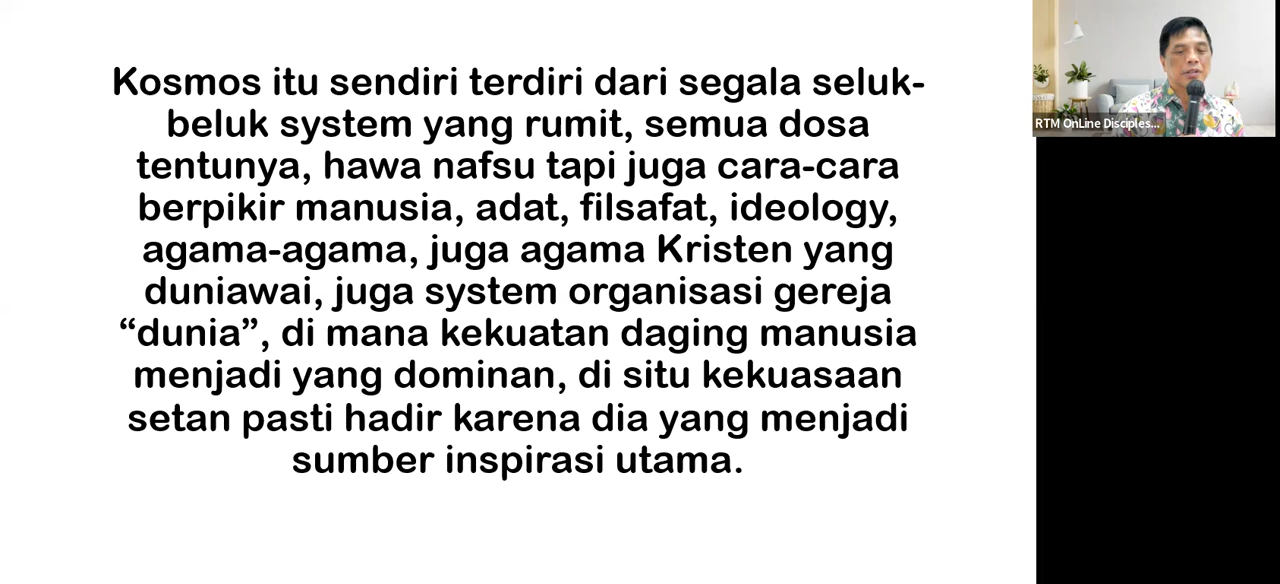 Kosmos itu sendiri terdiri dari segala seluk-
beluk system yang rumit, semua dosa
tentunya, hawa nafsu tapi juga cara-cara
berpikir manusia, adat, filsafat, ideology,
agama-agama, juga agama Kristen yang
duniawai, juga system organisasi gereja
“dunia”, di mana kekuatan daging manusia
menjadi yang dominan, di situ kekuasaan
setan pasti hadir karena dia yang menjadi
sumber inspirasi utama.
RTM OnLine Disciples...